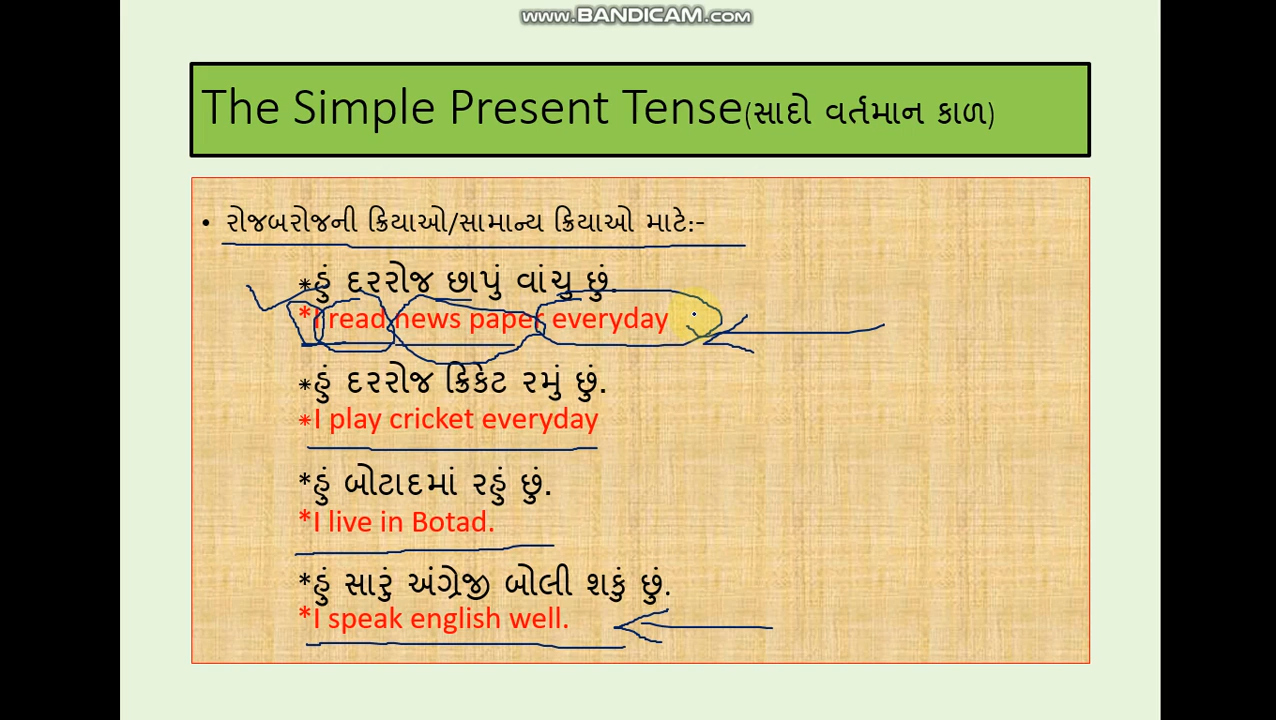 www.BANDICAM.com
The Simple Present Tense(સાદો વર્તમાન કાળ)
• રોજબરોજની ક્રિયાઓ/સામાન્ય ક્રિયાઓ માટે:-
*હું દરરોજ છાપું વાંચુ છું.
*I read news paper everyday
*હું દરરોજ ક્રિકેટ રમું છું.
*I play cricket everyday
*હું બોટાદમાં રહું છું.
*I live in Botad.
*હું સારું અંગ્રેજી બોલી શકું છું.
*I speak english well.